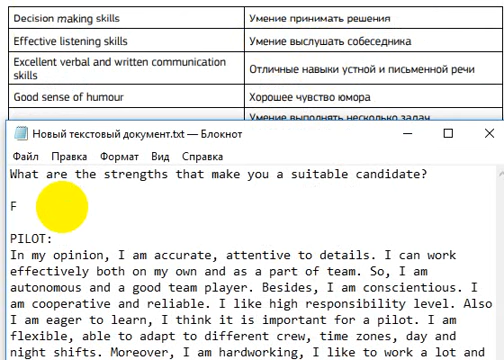 Decision making skills
Умение принимать решения
Effective listening skills
Умение выслушать собеседника
Excellent verbal and written communication
skills
Отличные навыки устной и письменной речи
Good sense of humour
Хорошее чувство юмора
Умение выполнять несколько задач
Новый текстовый документ.txt — Блокнот
Файл Правка Формат Вид Справка
What are the strengths that make you a suitable candidate?
F
PILOT:
In my opinion, I am accurate, attentive to details. I can work
effectively both on my own and as a part of team. So, I am
autonomous and a good team player. Besides, I am conscientious. I
am cooperative and reliable. I like high responsibility level. Also
I am eager to learn, I think it is important for a pilot. I am
flexible, able to adapt to different crew, time zones, day and
night shifts. Moreover, I am hardworking, I like to work a lot and